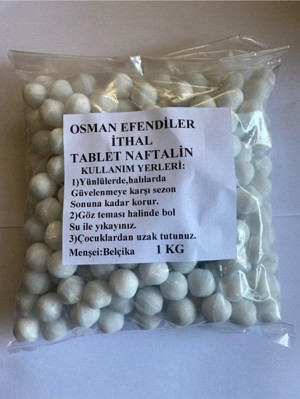 OSMAN EFENDİLER
İTHAL
TABLET NAFTALİN
KULLANIM YERLERİ:
1)Yünlülerde,halılarda
Güvelenmeye karşı sezon
Sonuna kadar korur.
2)Göz teması halinde bol
Su ile yıkayınız.
3)Çocuklardan uzak tutunuz.
Menşei:Belçika 1 KG